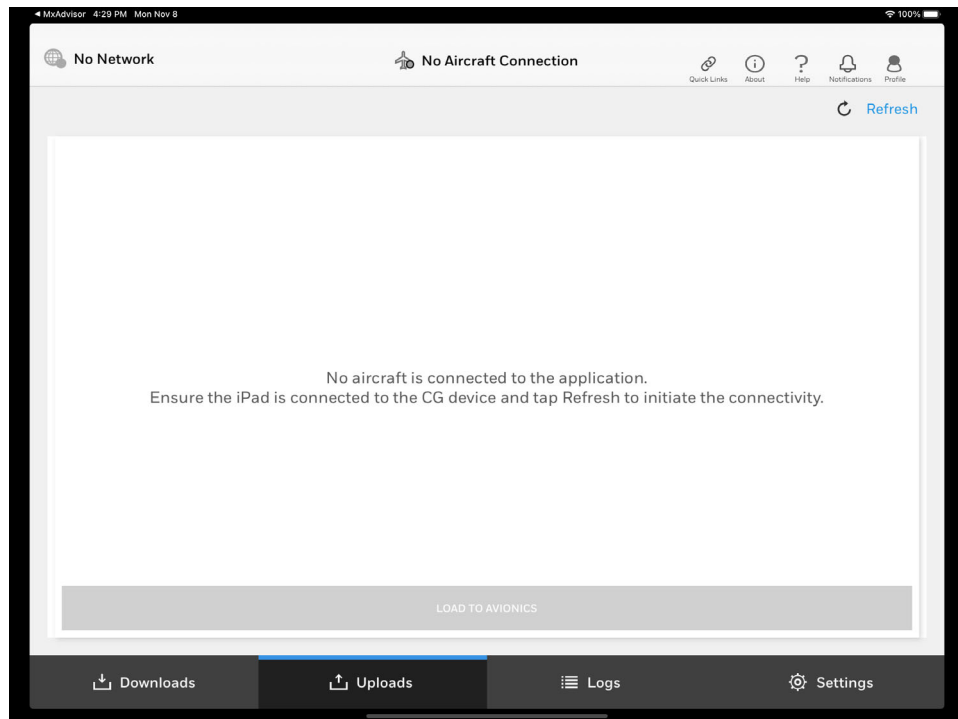 ◀ MxAdvisor 4:29 PM Mon Nov 8
100%
No Network
No Aircraft Connection
Quick Links
About
Help
Notifications
Profile
Refresh
No aircraft is connected to the application.
Ensure the iPad is connected to the CG device and tap Refresh to initiate the connectivity.
LOAD TO AVIONICS
Downloads
Uploads
Logs
Settings